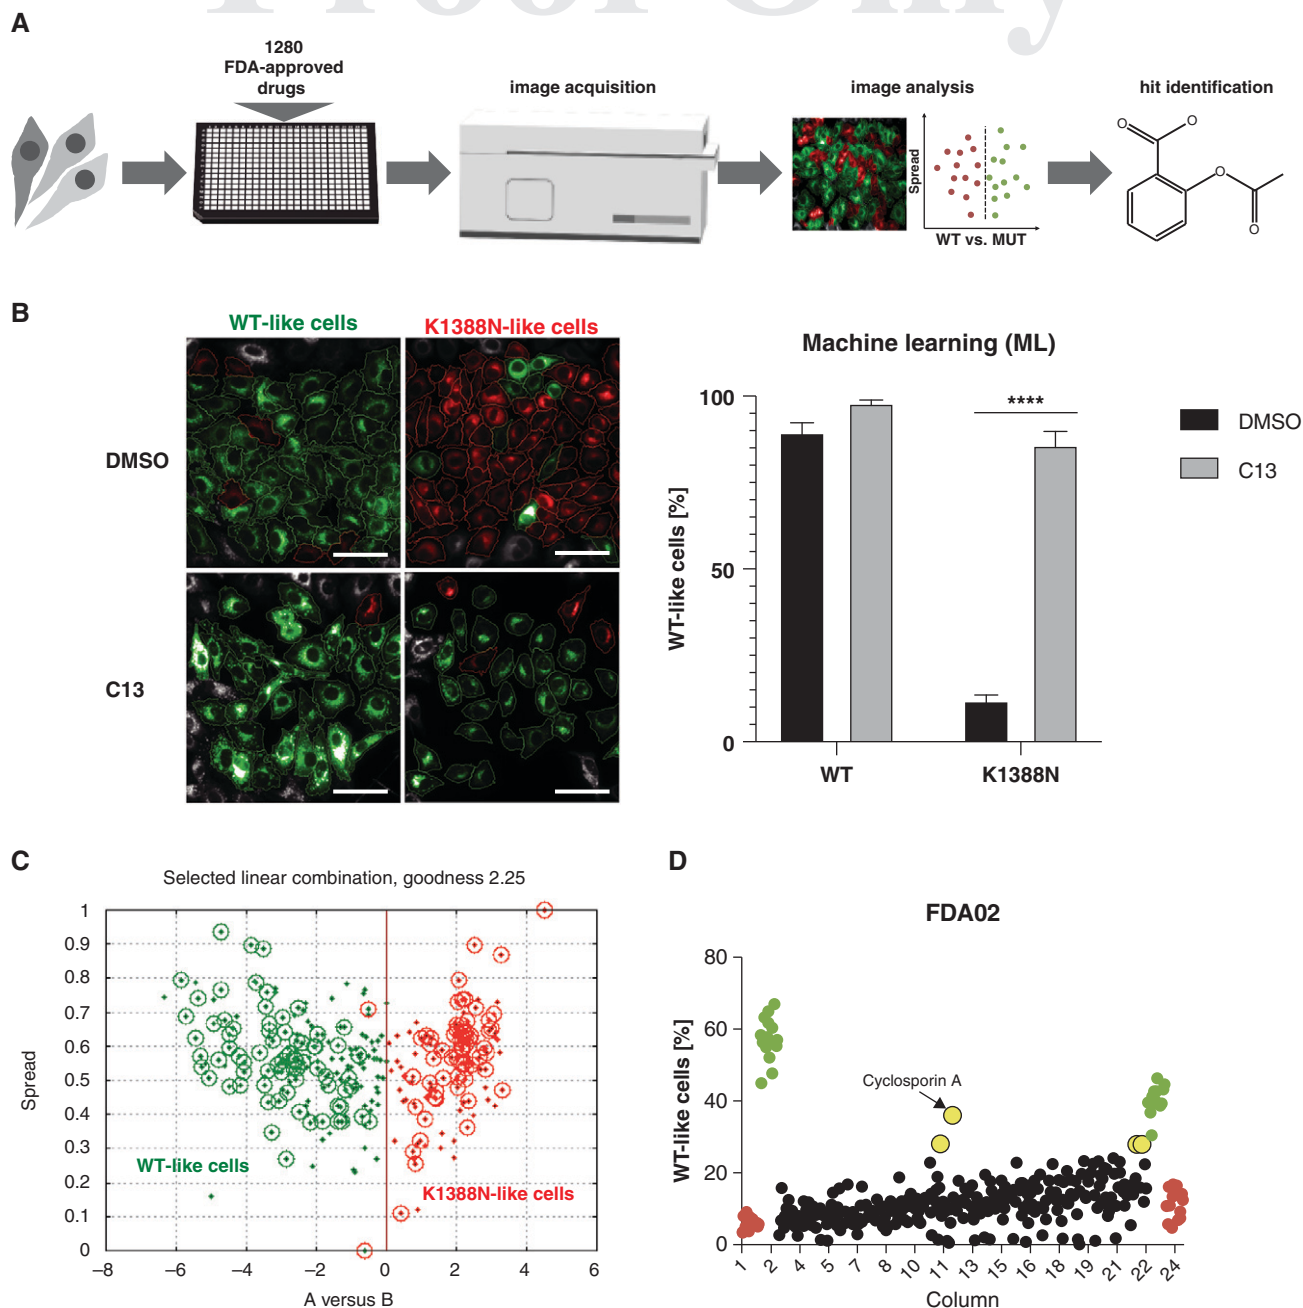 Proof Only
A
1280
FDA-approved
drugs
image acquisition
image analysis
hit identification
Spread
WT vs. MUT
O
O
O
O
B
WT-like cells
K1388N-like cells
DMSO
C13
Machine learning (ML)
WT-like cells [%]
100
50
0
****
WT
K1388N
DMSO
C13
C
Selected linear combination, goodness 2.25
Spread
1
0.9
0.8
0.7
0.6
0.5
0.4
0.3
0.2
0.1
0
WT-like cells
K1388N-like cells
−8 −6 −4 −2 0 2 4 6
A versus B
D
FDA02
WT-like cells [%]
80
60
40
20
0
Cyclosporin A
1 2 4 5 7 8 10 11 13 14 16 18 19 21 22 24
Column